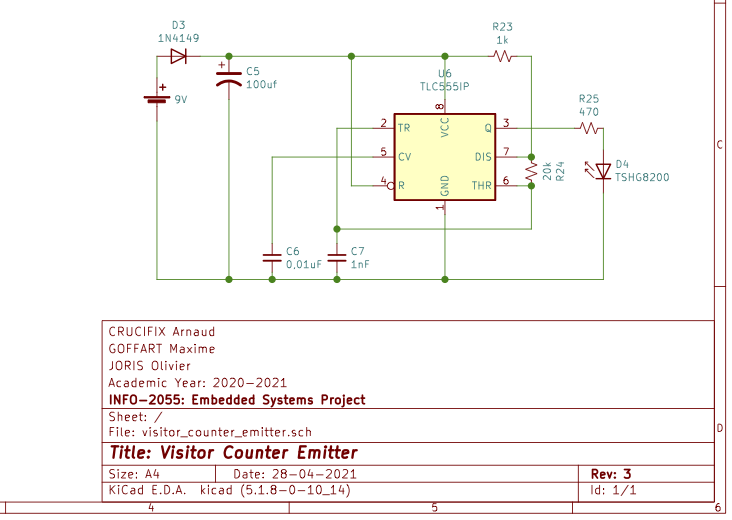 D3
1N4149
R23
1k
+
C5
100uf
U6
TLC555IP
+
9V
R25
470
8
VCC
2
TR
Q
3
5
CV
DIS
7
4
R
THR
6
GND
1
20k
R24
D4
TSHG8200
C6
0,01uF
C7
1nF
C
CRUCIFIX Arnaud
GOFFART Maxime
JORIS Olivier
Academic Year: 2020-2021
INFO-2055: Embedded Systems Project
Sheet: /
File: visitor_counter_emitter.sch
D
Title: Visitor Counter Emitter
Size: A4
Date: 28-04-2021
Rev: 3
KiCad E.D.A. kicad (5.1.8-0-10_14)
Id: 1/1
4
5
6